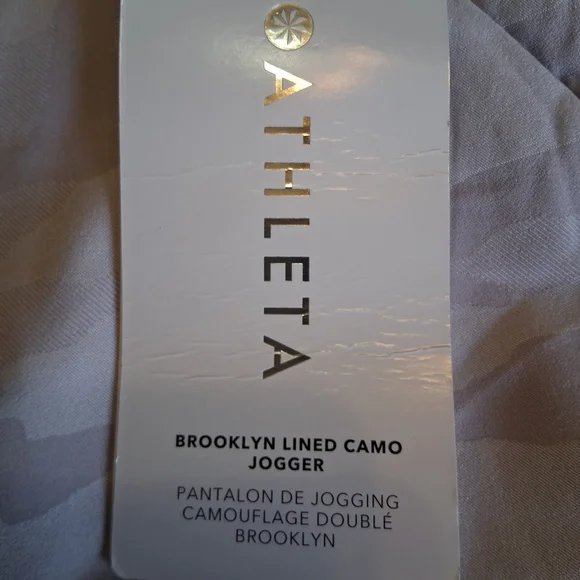 ATHLETA
BROOKLYN LINED CAMO
JOGGER
PANTALON DE JOGGING
CAMOUFLAGE DOUBLÉ
BROOKLYN